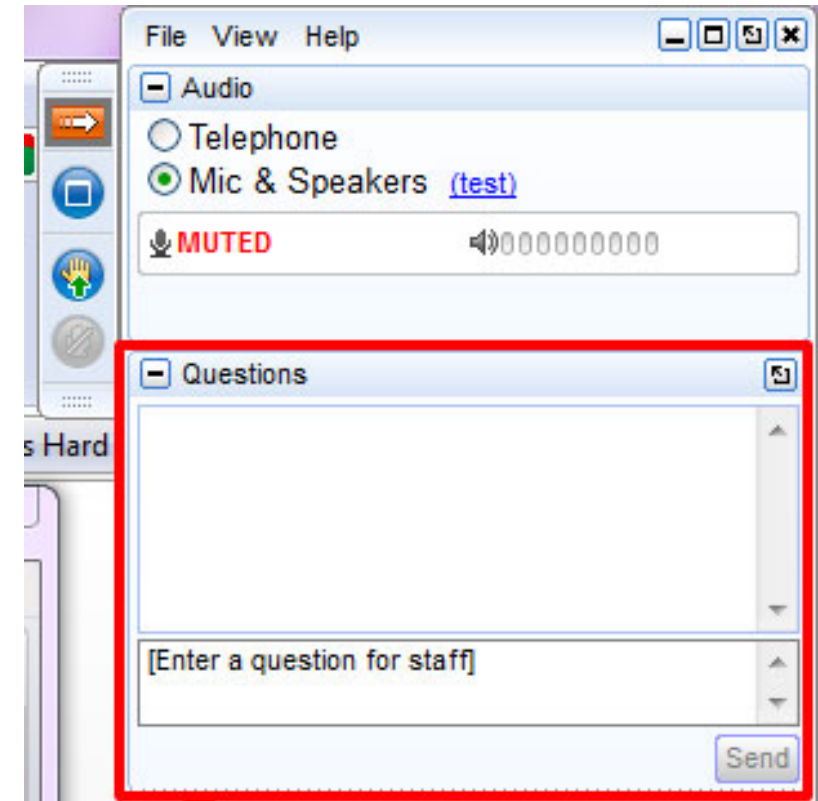 File View Help
Audio
Telephone
Mic & Speakers (test)
MUTED
Questions
s Hard
[Enter a question for staff]
Send